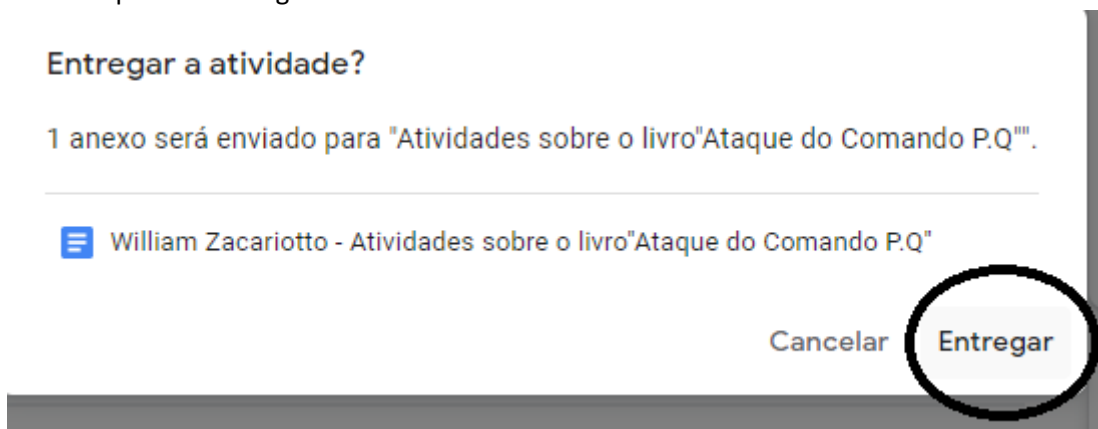 Entregar a atividade?
1 anexo será enviado para "Atividades sobre o livro"Ataque do Comando P.Q"".
William Zacariotto - Atividades sobre o livro"Ataque do Comando P.Q"
Cancelar Entregar